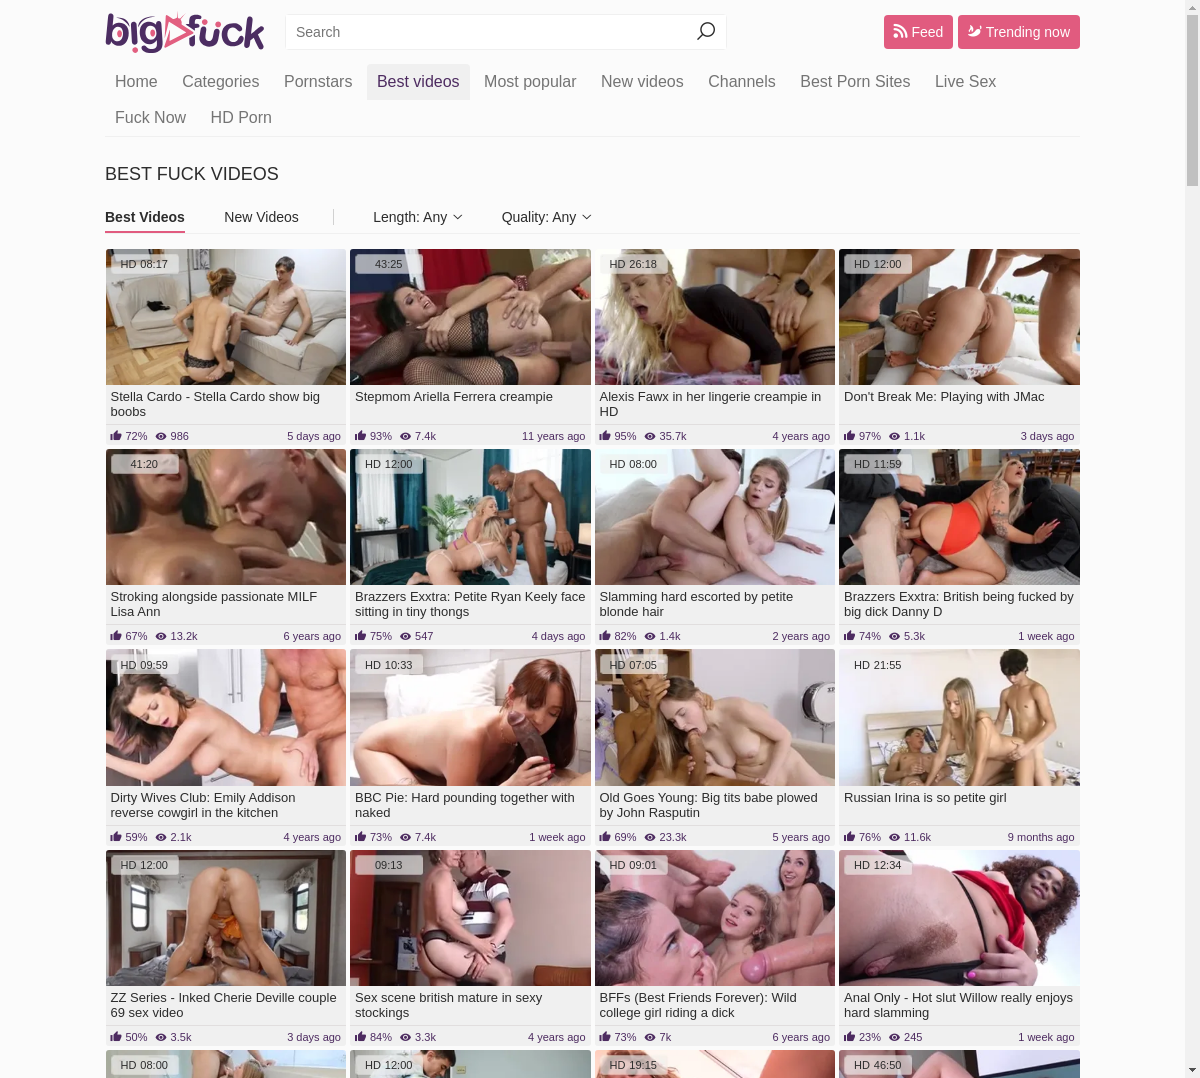 bigfuck
Search
Feed
Trending now
Home Categories Pornstars Best videos Most popular New videos Channels Best Porn Sites Live Sex
Fuck Now HD Porn
BEST FUCK VIDEOS
Best Videos New Videos Length: Any Quality: Any
HD 08:17
Stella Cardo - Stella Cardo show big
boobs
72% 986 5 days ago
43:25
Stepmom Ariella Ferrera creampie
93% 7.4k 11 years ago
HD 26:18
Alexis Fawx in her lingerie creampie in
HD
95% 35.7k 4 years ago
HD 12:00
Don't Break Me: Playing with JMac
97% 1.1k 3 days ago
41:20
Stroking alongside passionate MILF
Lisa Ann
67% 13.2k 6 years ago
HD 12:00
Brazzers Exxtra: Petite Ryan Keely face
sitting in tiny thongs
75% 547 4 days ago
HD 08:00
Slamming hard escorted by petite
blonde hair
82% 1.4k 2 years ago
HD 11:59
Brazzers Exxtra: British being fucked by
big dick Danny D
74% 5.3k 1 week ago
HD 09:59
Dirty Wives Club: Emily Addison
reverse cowgirl in the kitchen
59% 2.1k 4 years ago
HD 10:33
BBC Pie: Hard pounding together with
naked
73% 7.4k 1 week ago
HD 07:05
Old Goes Young: Big tits babe plowed
by John Rasputin
69% 23.3k 5 years ago
HD 21:55
Russian Irina is so petite girl
76% 11.6k 9 months ago
HD 12:00
ZZ Series - Inked Cherie Deville couple
69 sex video
50% 3.5k 3 days ago
09:13
Sex scene british mature in sexy
stockings
84% 3.3k 4 years ago
HD 09:01
BFFs (Best Friends Forever): Wild
college girl riding a dick
73% 7k 6 years ago
HD 12:34
Anal Only - Hot slut Willow really enjoys
hard slamming
23% 245 1 week ago
HD 08:00
HD 12:00
HD 19:15
HD 46:50